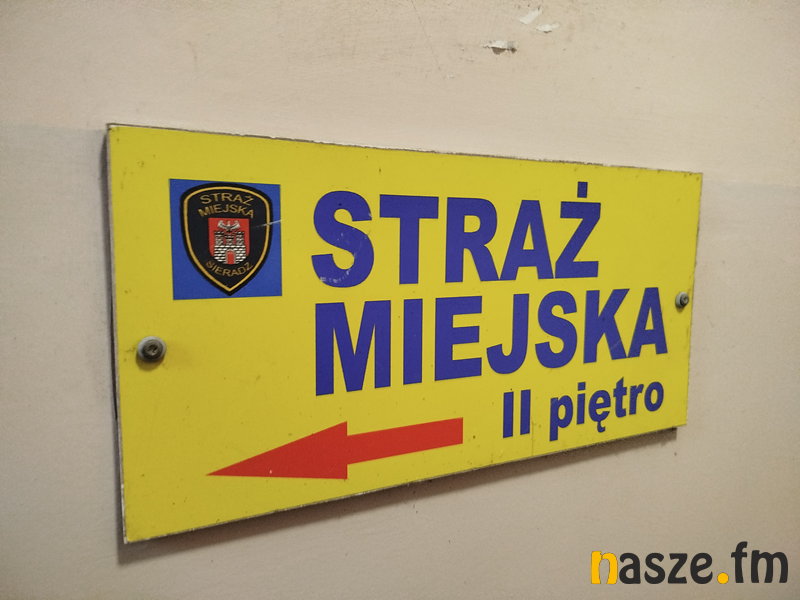 STRAŻ
MIEJSKA
SIERADZ
STRAŻ
MIEJSKA
II piętro
nasze.fm